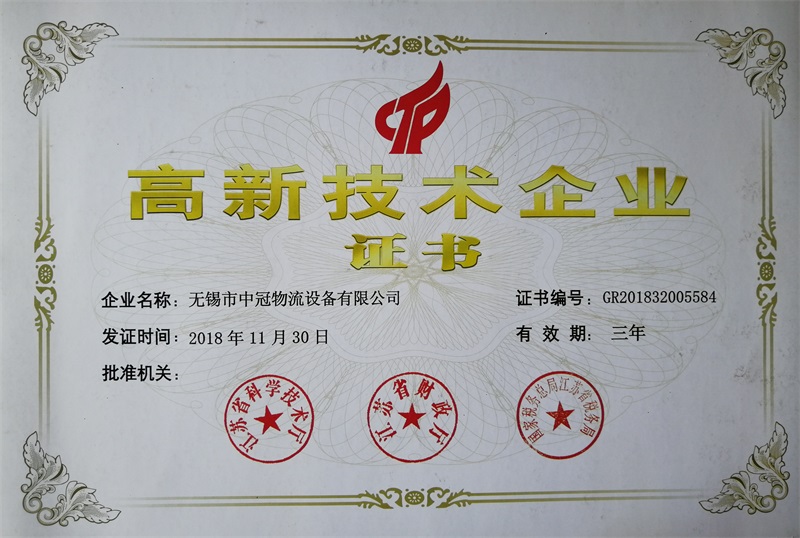 高新技术企业
证书
企业名称：无锡市中冠物流设备有限公司
证书编号：GR201832005584
发证时间：2018年11月30日
有效期：三年
批准机关：
江苏省科学技术厅
江苏省财政厅
国家税务总局江苏省税务局